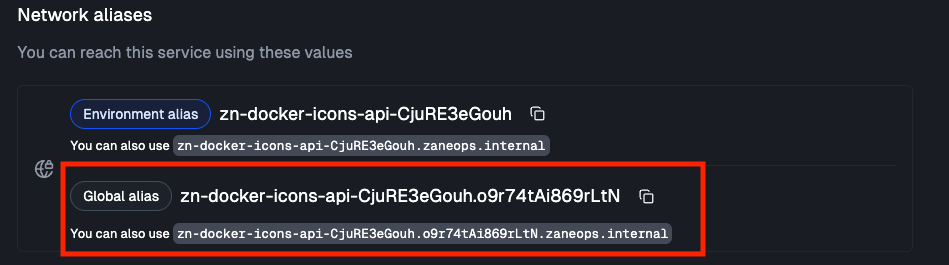 Network aliases
You can reach this service using these values
Environment alias zn-docker-icons-api-CjuRE3eGouh
You can also use zn-docker-icons-api-CjuRE3eGouh.zaneops.internal
Global alias zn-docker-icons-api-CjuRE3eGouh.o9r74tAi869rLtN
You can also use zn-docker-icons-api-CjuRE3eGouh.o9r74tAi869rLtN.zaneops.internal